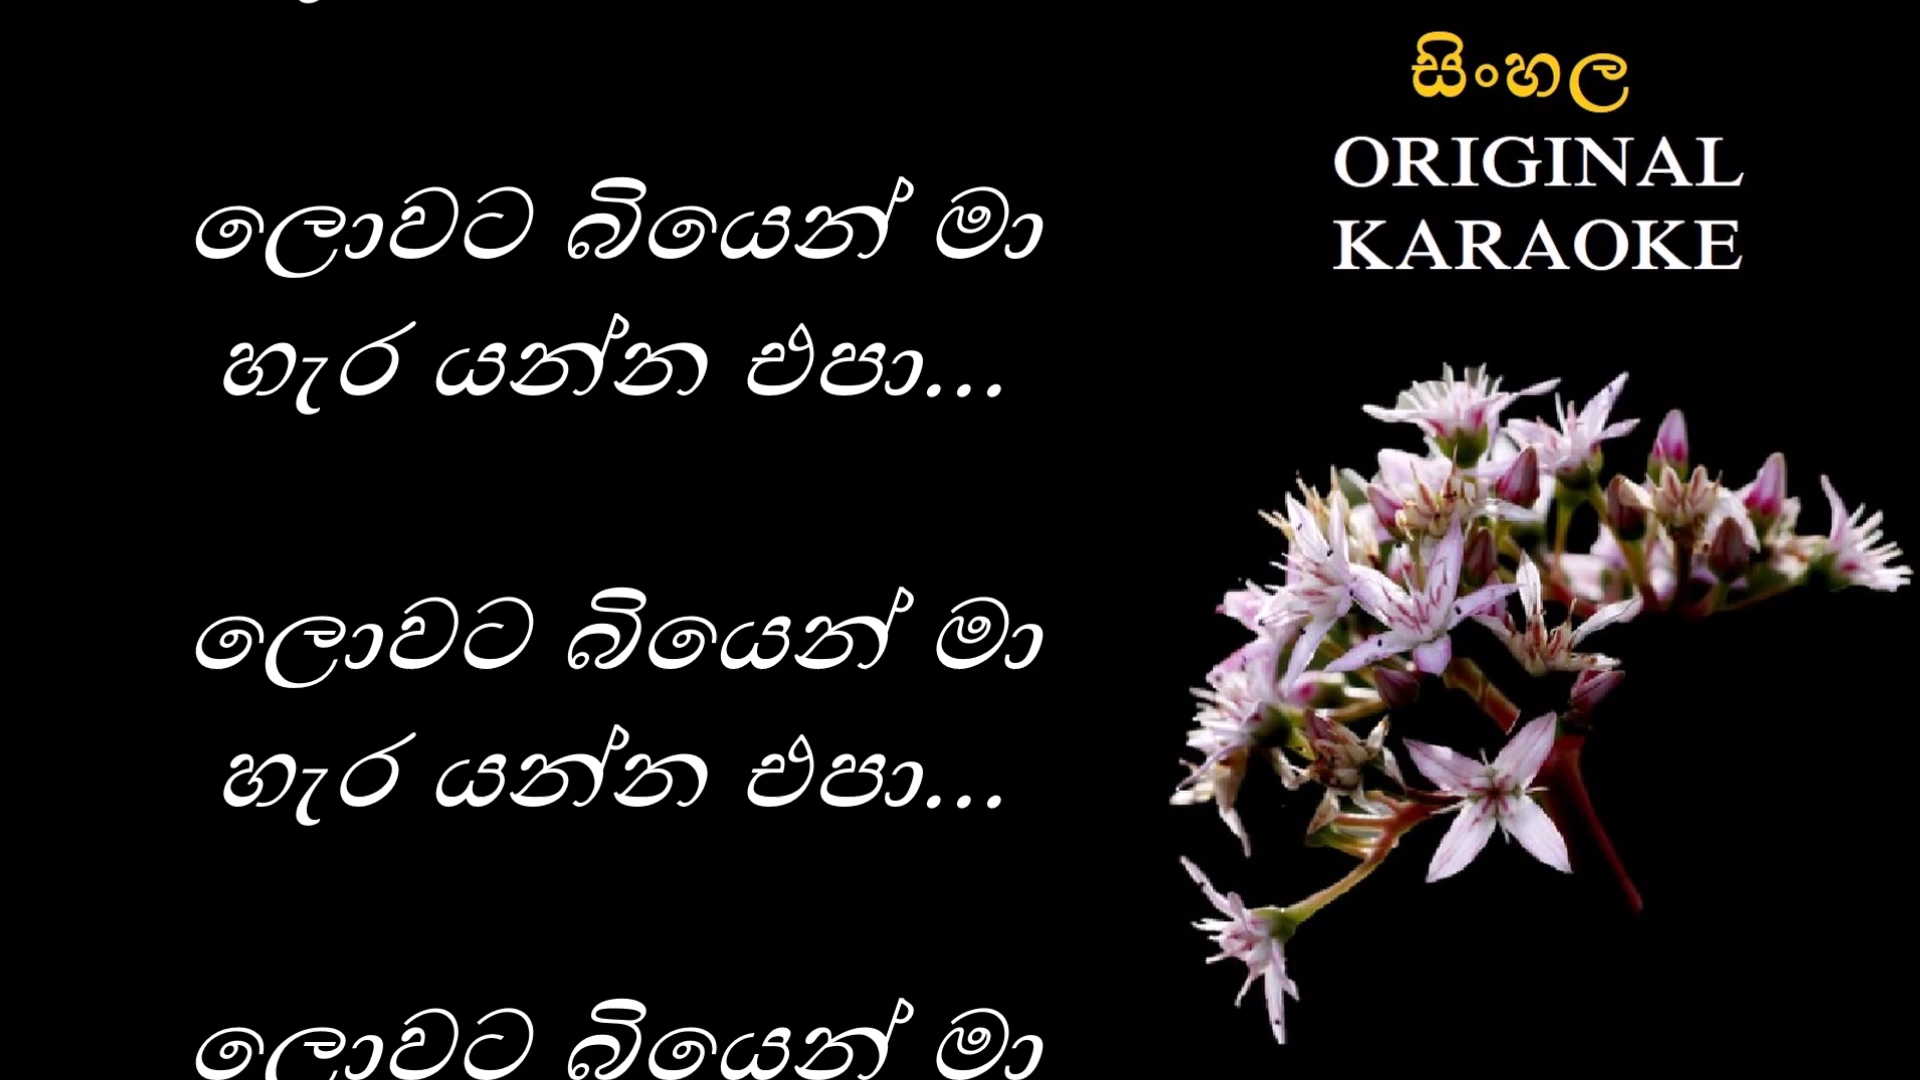 ලොවට බියෙන් මා
හැර යන්න එපා...
ලොවට බියෙන් මා
හැර යන්න එපා...
ලොවට බියෙන් මා
සිංහල
ORIGINAL
KARAOKE